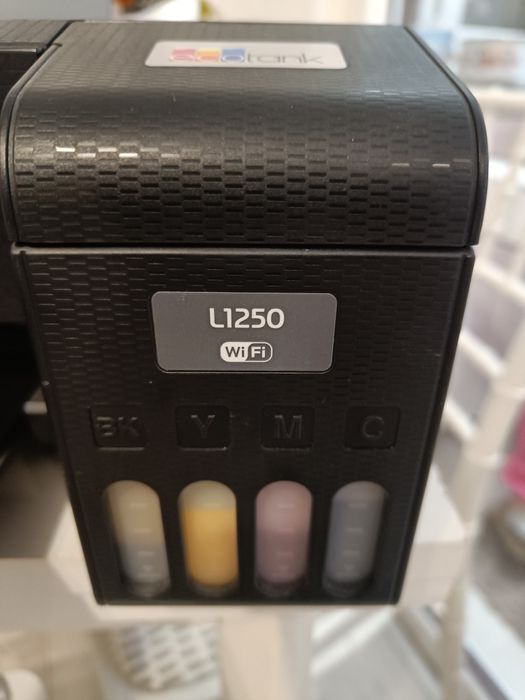 ecotank
L1250
WiFi
BK Y M C